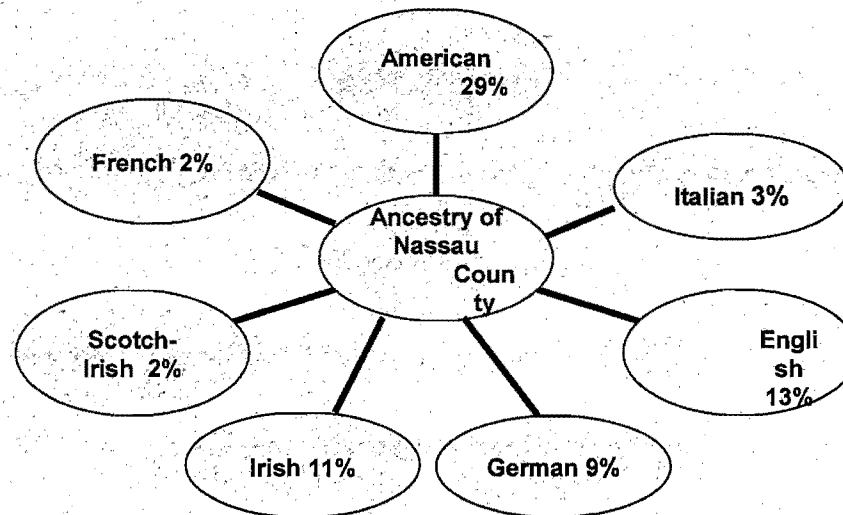 American
29%
French 2%
Italian 3%
Ancestry of
Nassau
Coun
ty
Scotch-
Irish 2%
Engli
sh
13%
Irish 11%
German 9%